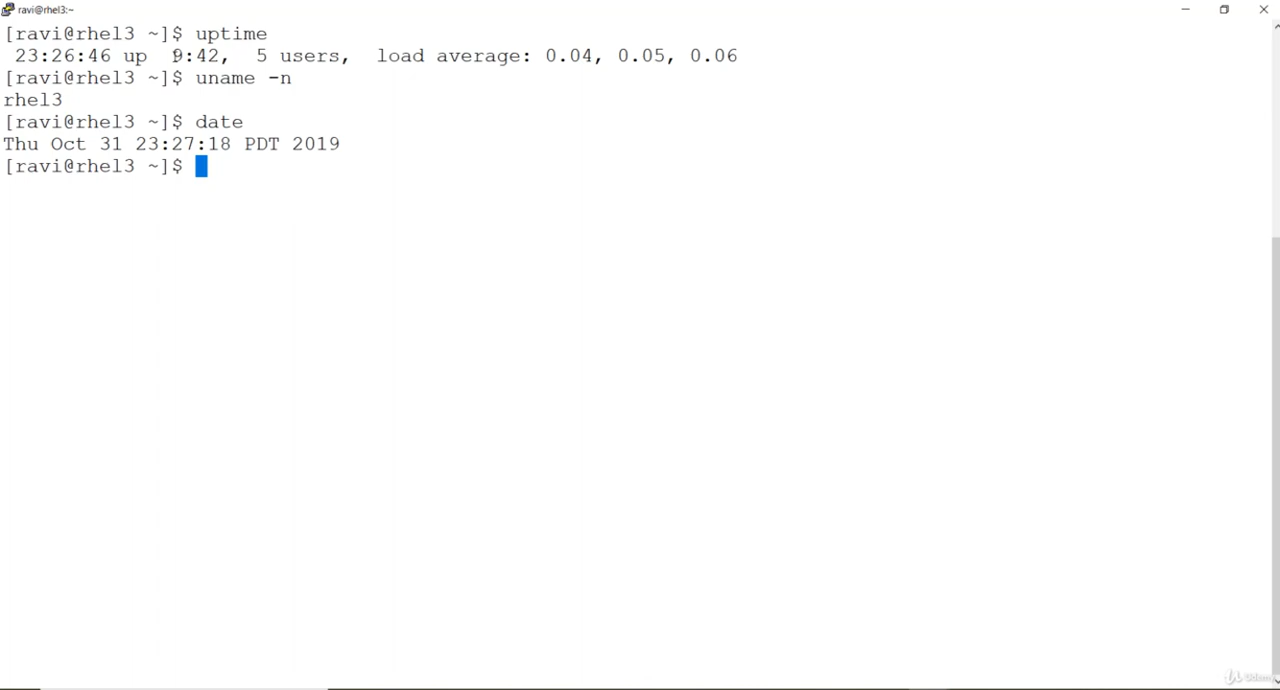 ravi@rhel3:~
[ravi@rhel3 ~]$ uptime
23:26:46 up 9:42, 5 users, load average: 0.04, 0.05, 0.06
[ravi@rhel3 ~]$ uname -n
rhel3
[ravi@rhel3 ~]$ date
Thu Oct 31 23:27:18 PDT 2019
[ravi@rhel3 ~]$
Udemy